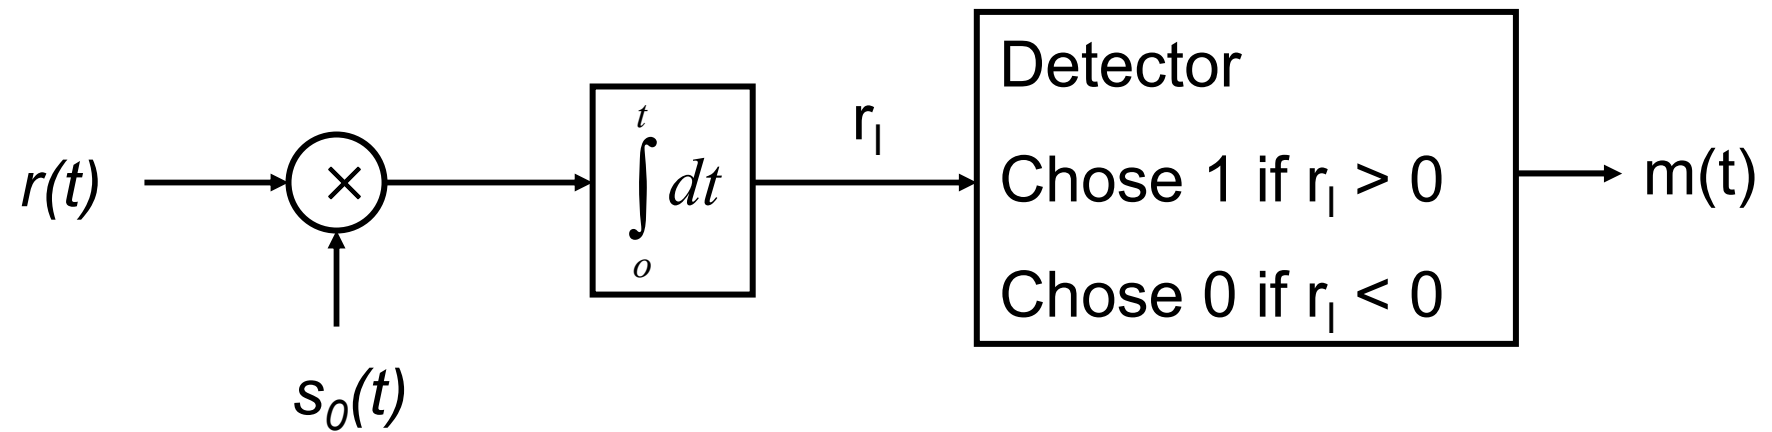 r(t)
×
s₀(t)
t
∫ dt
o
rₗ
Detector
Chose 1 if rₗ > 0
Chose 0 if rₗ < 0
m(t)